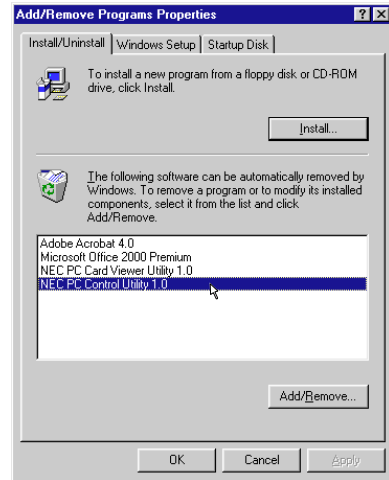 Add/Remove Programs Properties
Install/Uninstall Windows Setup Startup Disk
To install a new program from a floppy disk or CD-ROM
drive, click Install.
Install...
The following software can be automatically removed by
Windows. To remove a program or to modify its installed
components, select it from the list and click
Add/Remove.
Adobe Acrobat 4.0
Microsoft Office 2000 Premium
NEC PC Card Viewer Utility 1.0
NEC PC Control Utility 1.0
Add/Remove...
OK Cancel Apply